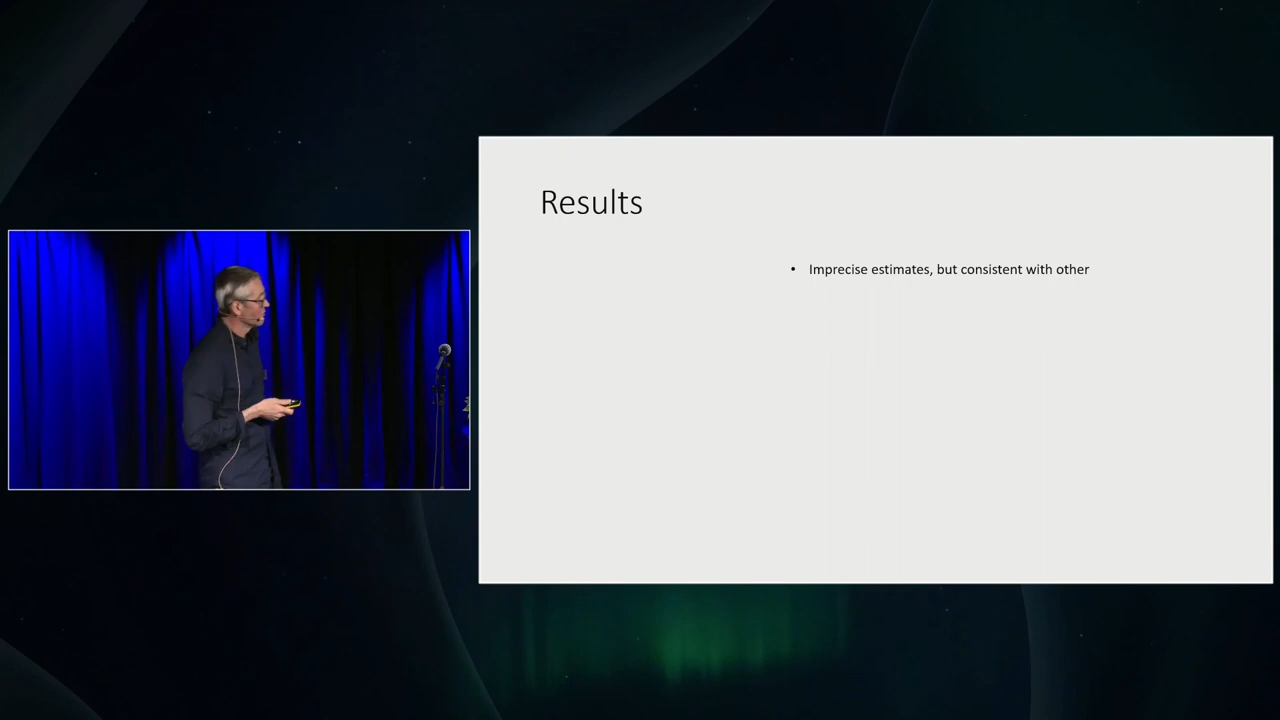 Results
• Imprecise estimates, but consistent with other